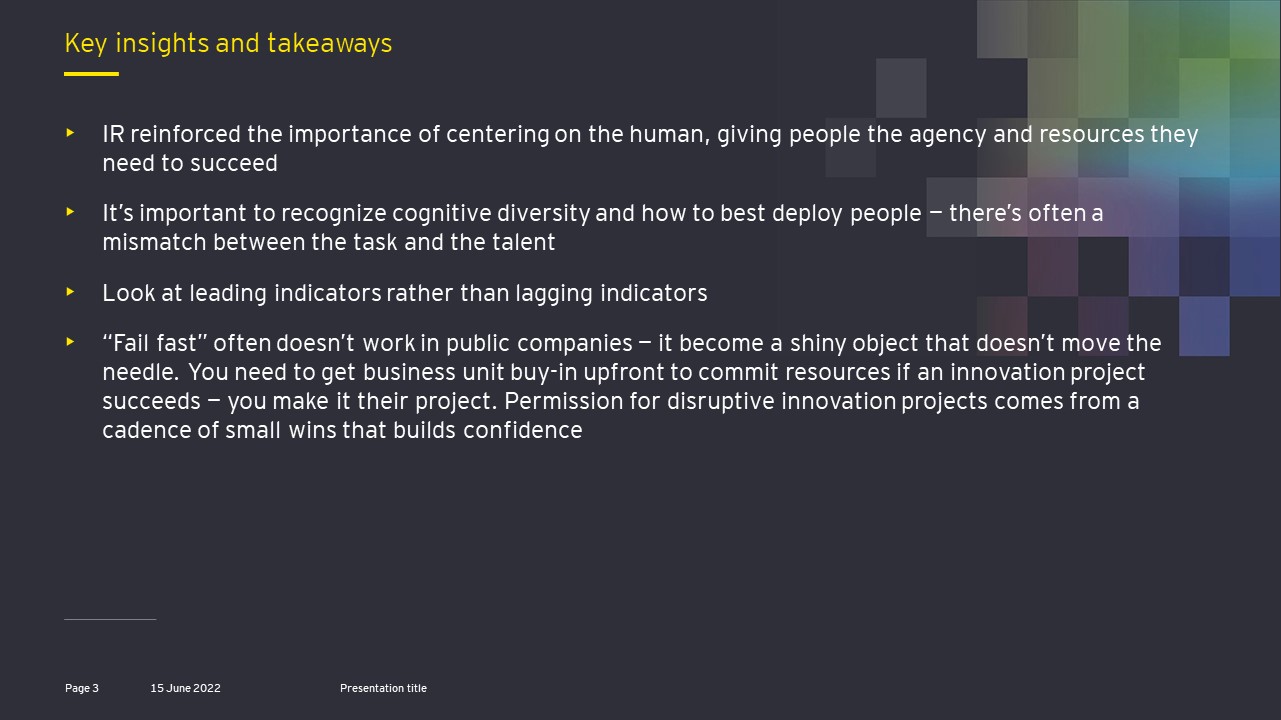 Key insights and takeaways
IR reinforced the importance of centering on the human, giving people the agency and resources they
need to succeed
It’s important to recognize cognitive diversity and how to best deploy people – there’s often a
mismatch between the task and the talent
Look at leading indicators rather than lagging indicators
“Fail fast” often doesn’t work in public companies – it become a shiny object that doesn’t move the
needle. You need to get business unit buy-in upfront to commit resources if an innovation project
succeeds – you make it their project. Permission for disruptive innovation projects comes from a
cadence of small wins that builds confidence
Page 3 15 June 2022 Presentation title